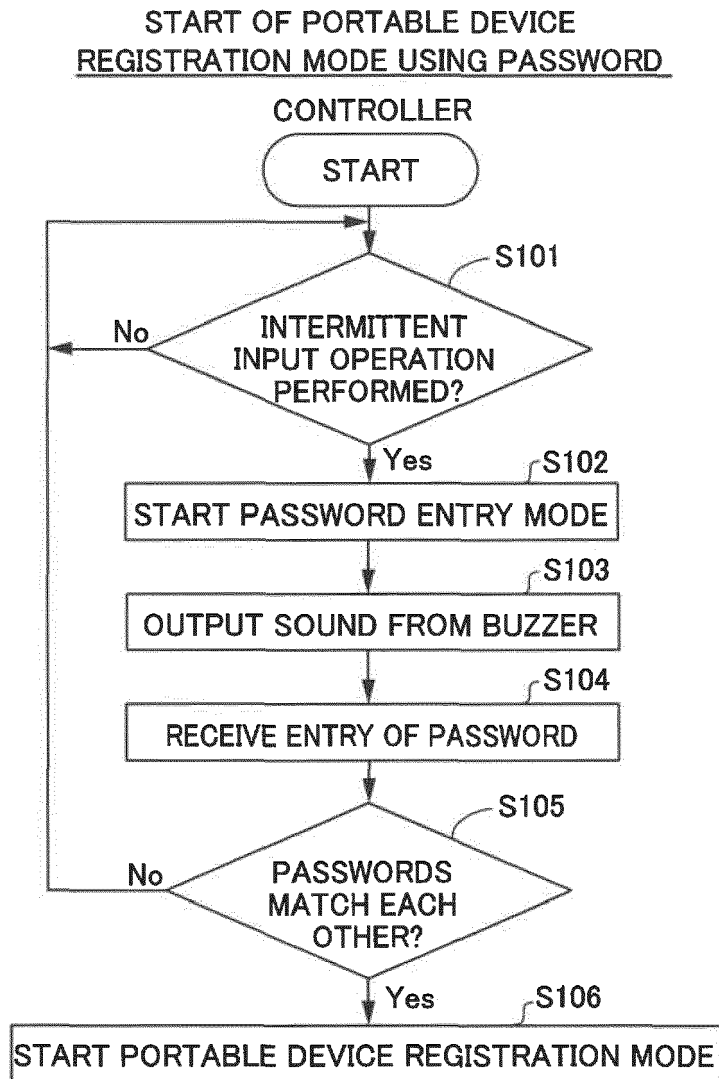 START OF PORTABLE DEVICE
REGISTRATION MODE USING PASSWORD
CONTROLLER
START
S101
No
INTERMITTENT
INPUT OPERATION
PERFORMED?
Yes
S102
START PASSWORD ENTRY MODE
S103
OUTPUT SOUND FROM BUZZER
S104
RECEIVE ENTRY OF PASSWORD
S105
No
PASSWORDS
MATCH EACH
OTHER?
Yes
S106
START PORTABLE DEVICE REGISTRATION MODE